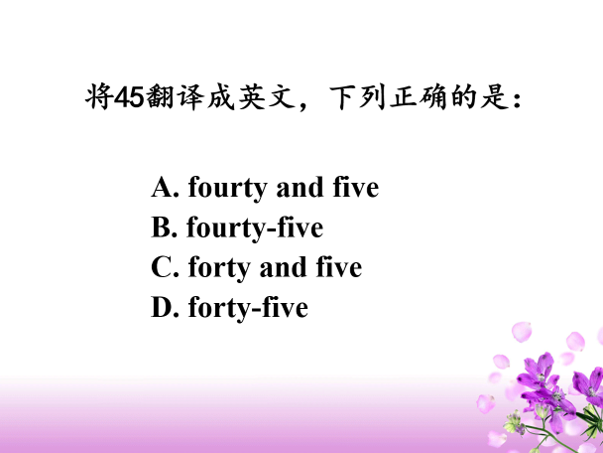 将45翻译成英文，下列正确的是：
A. fourty and five
B. fourty-five
C. forty and five
D. forty-five